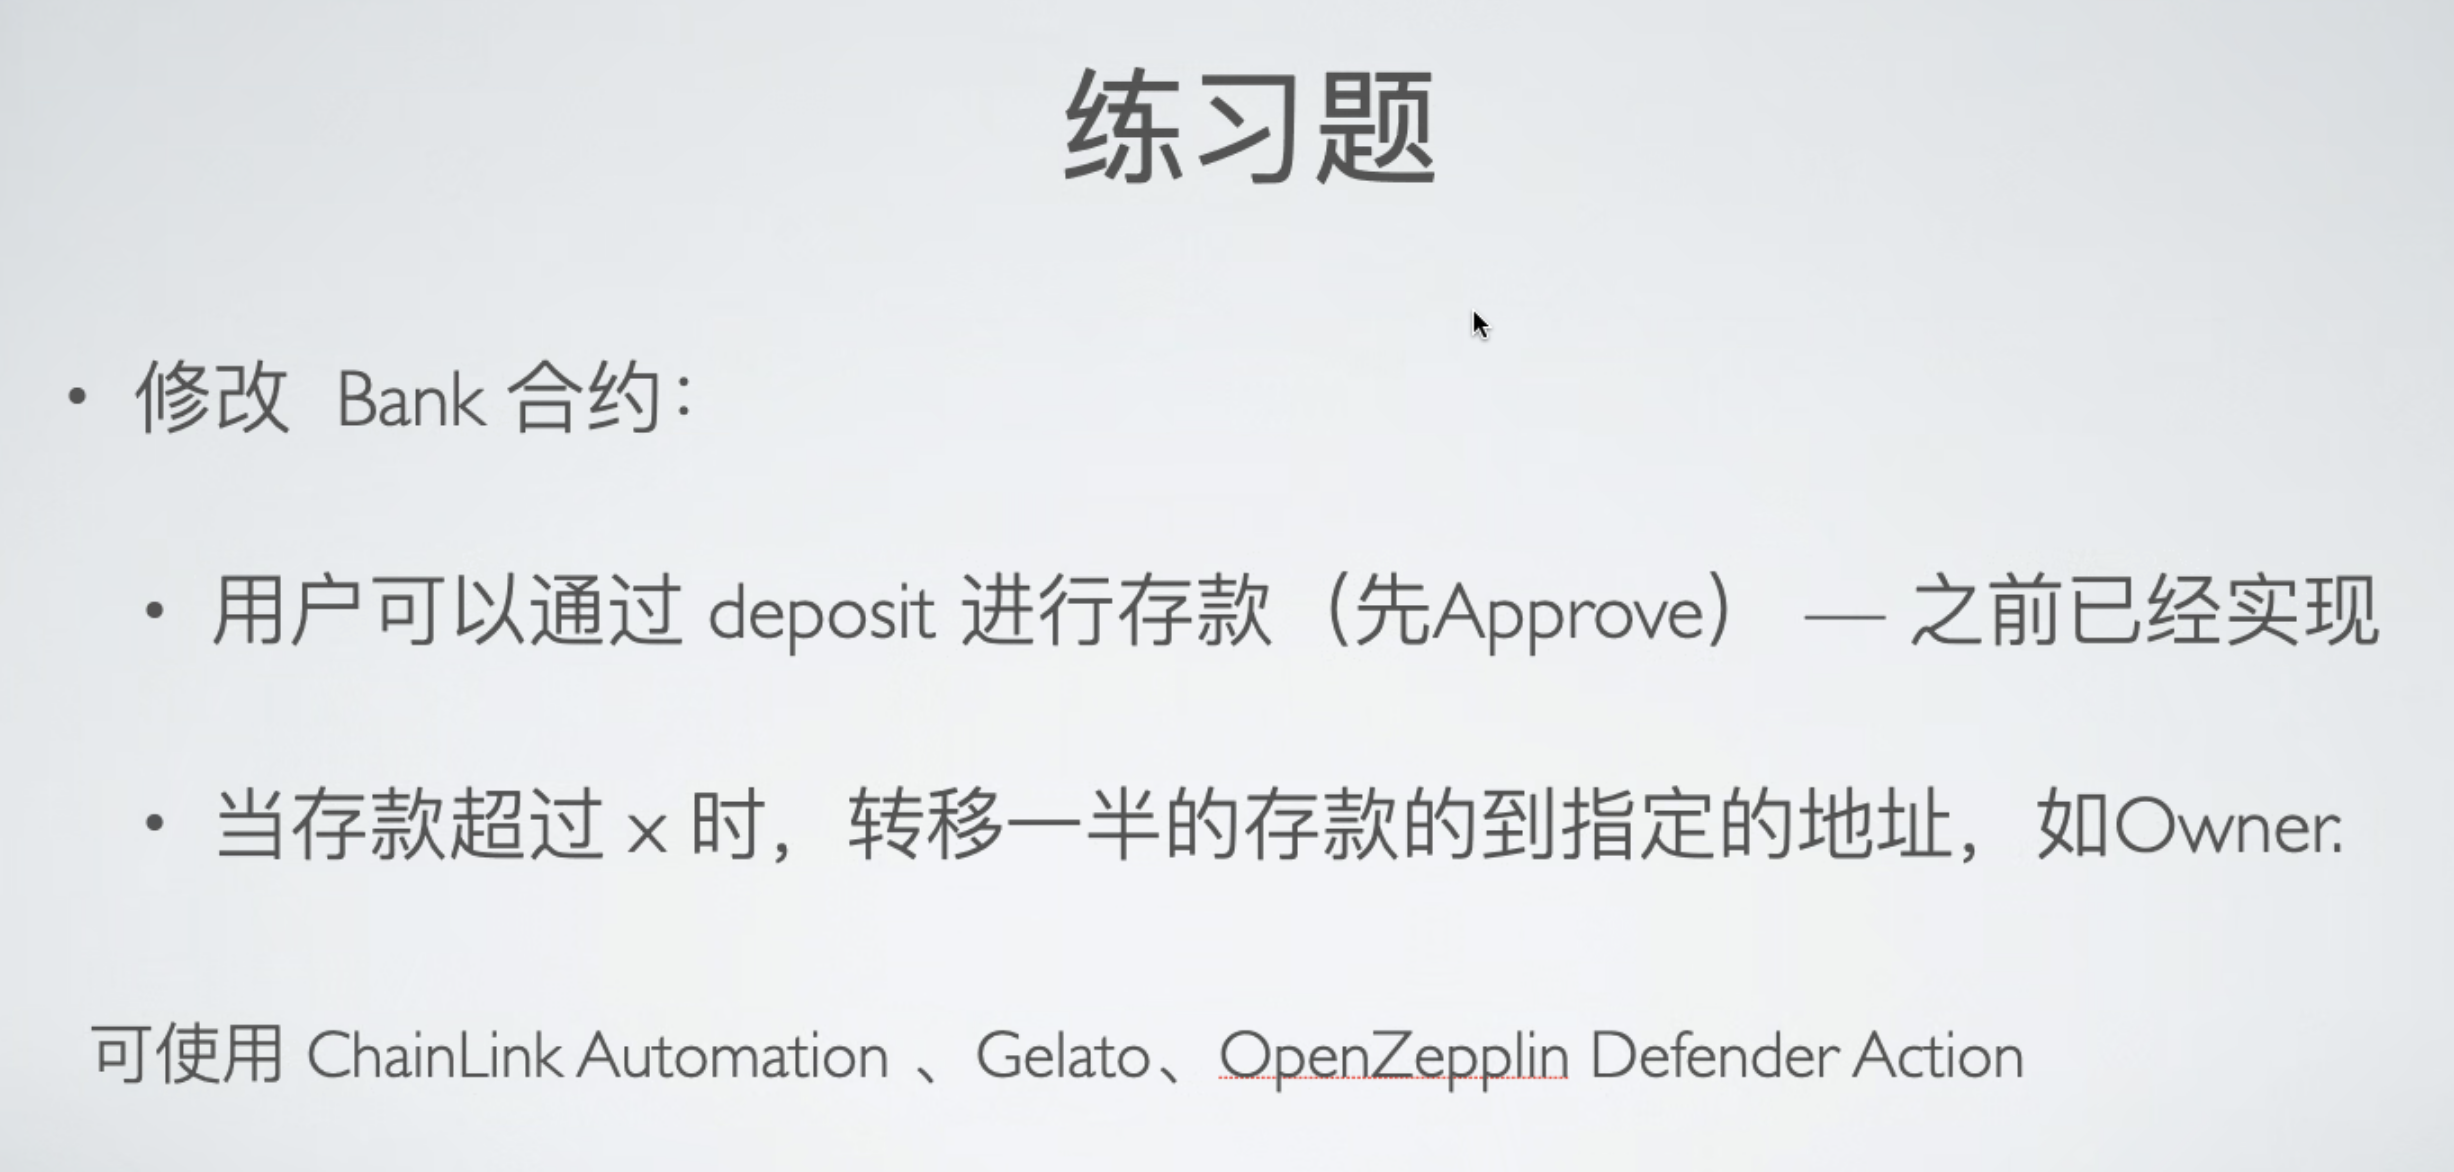 练习题
• 修改 Bank 合约：
• 用户可以通过 deposit 进行存款（先Approve） — 之前已经实现
• 当存款超过 x 时，转移一半的存款的到指定的地址，如Owner.
可使用 ChainLink Automation 、Gelato、OpenZepplin Defender Action